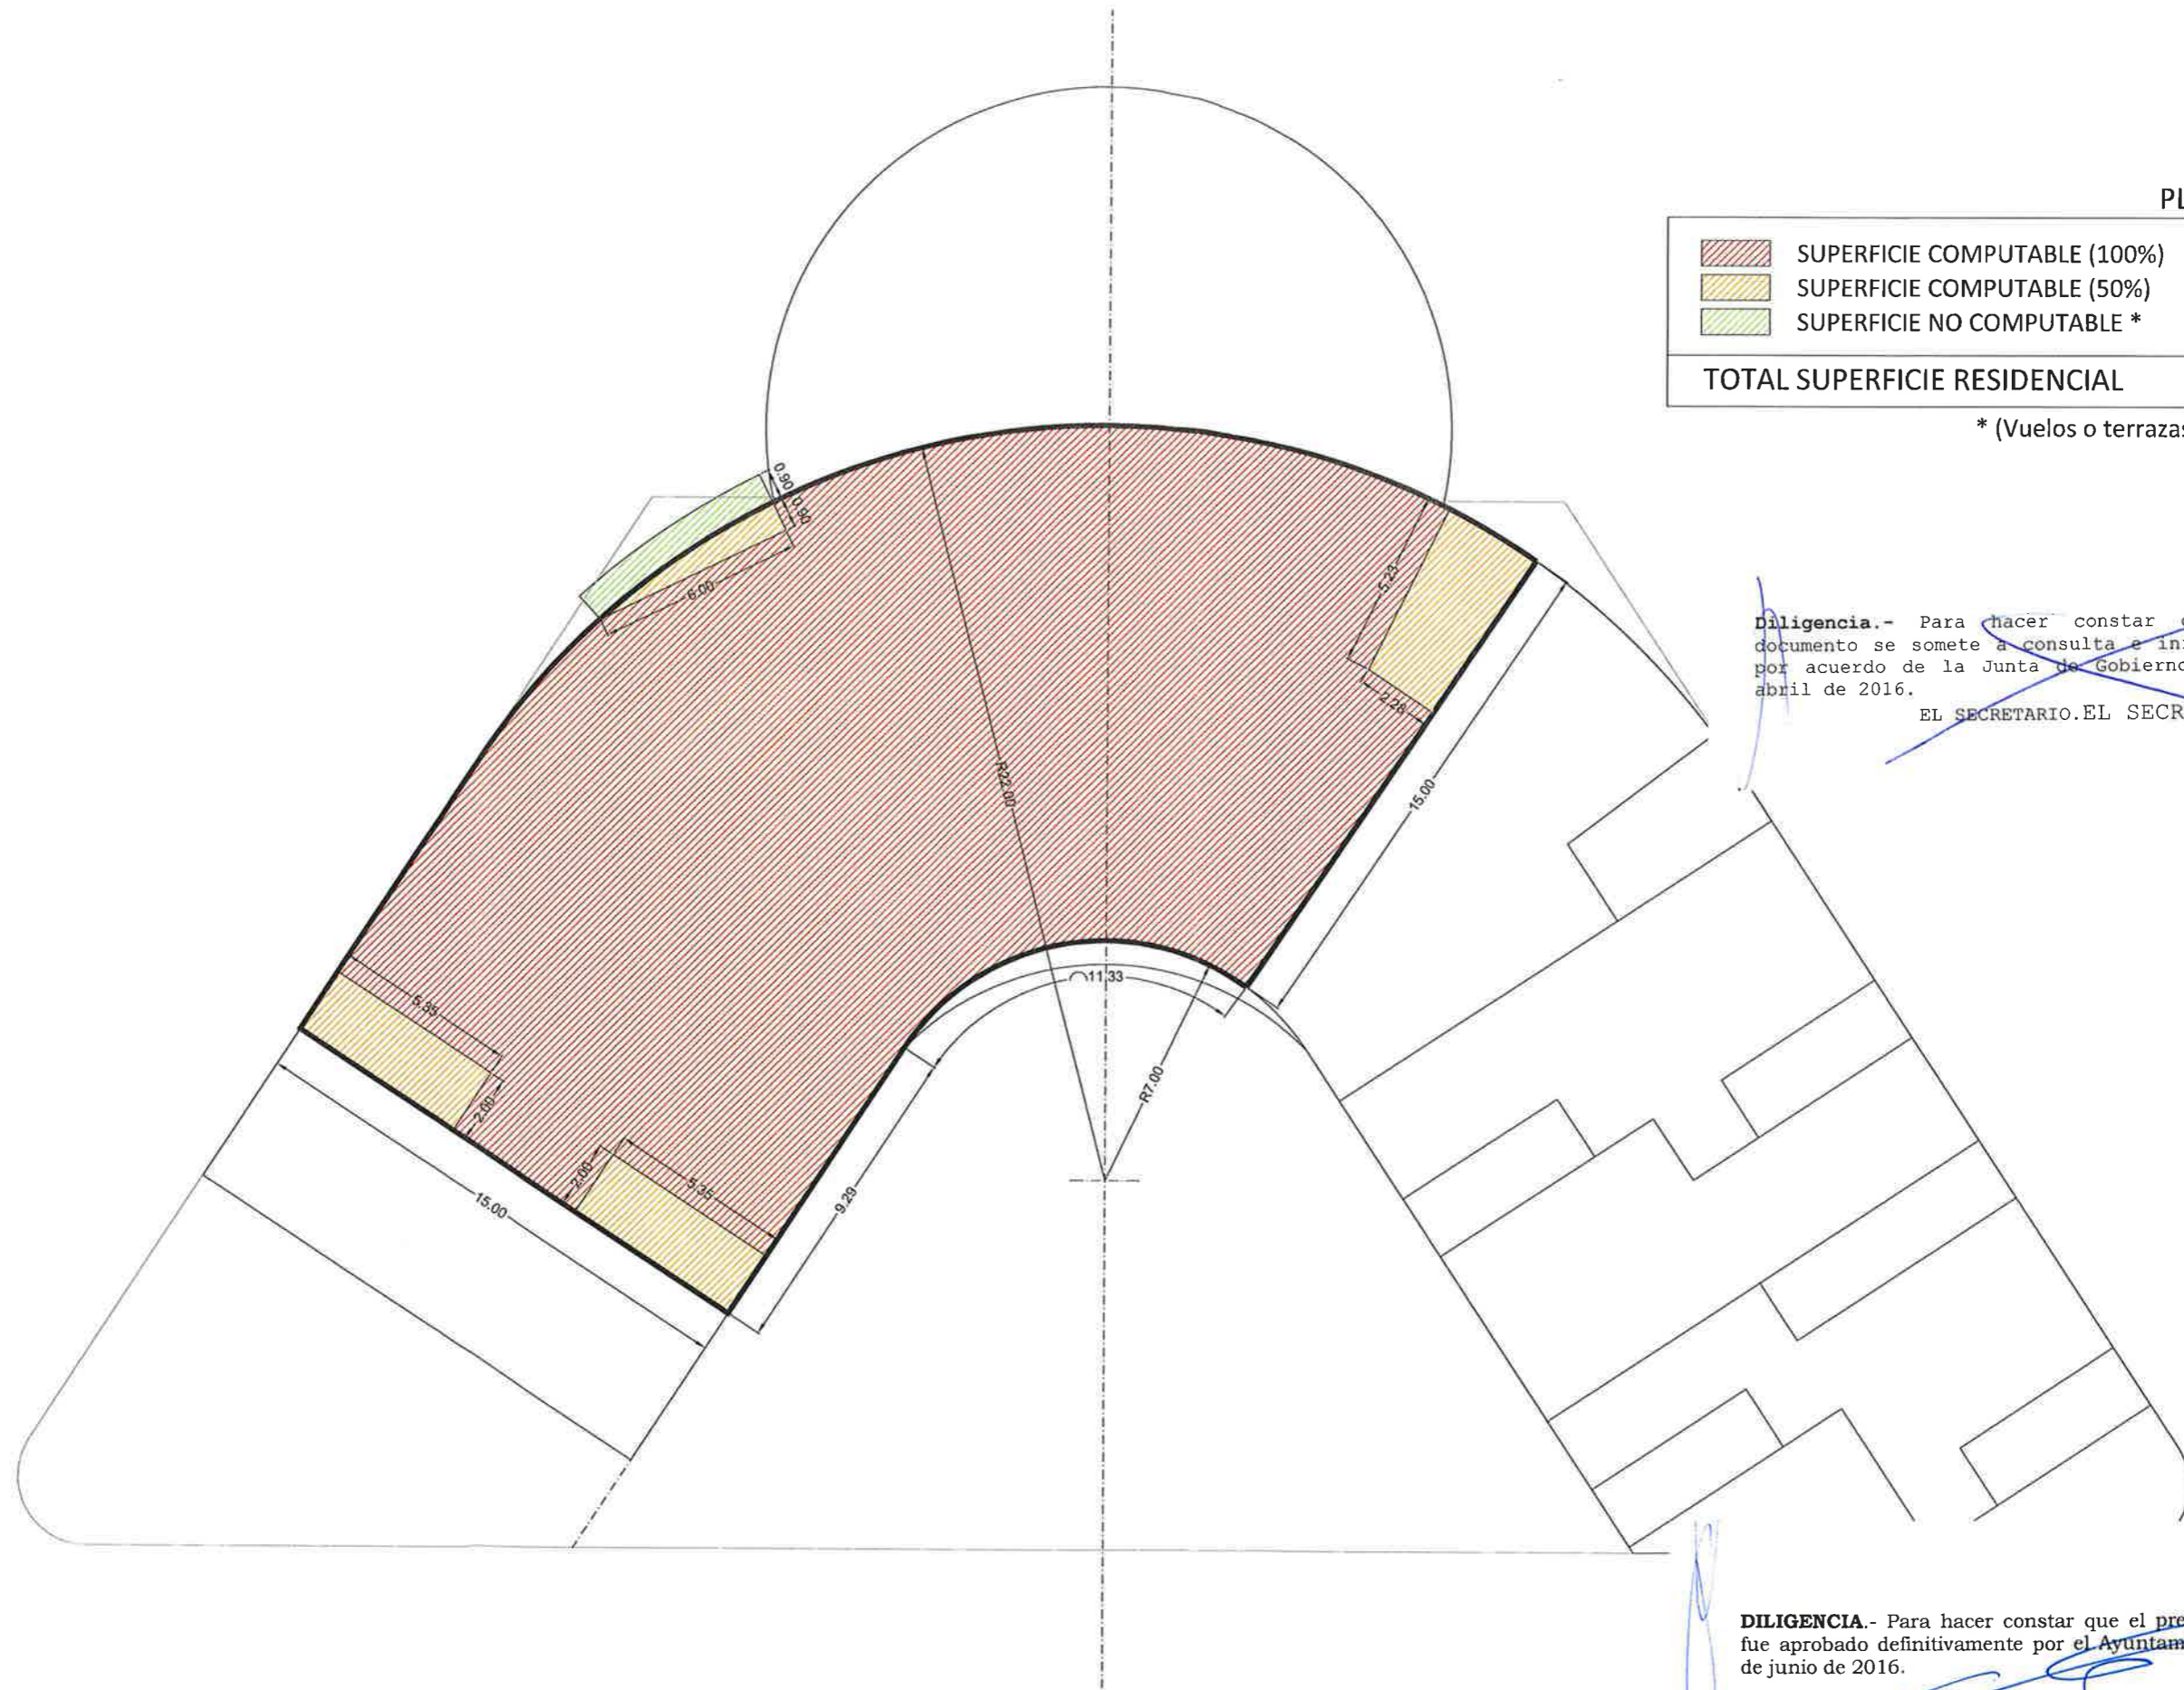 PL
SUPERFICIE COMPUTABLE (100%)
SUPERFICIE COMPUTABLE (50%)
SUPERFICIE NO COMPUTABLE *
TOTAL SUPERFICIE RESIDENCIAL
* (Vuelos o terrazas
0.90
0.90
6.00
5.23
2.28
R22.00
15.00
Diligencia.- Para hacer constar
documento se somete a consulta e in
por acuerdo de la Junta de Gobierno
abril de 2016.
EL SECRETARIO.EL SECR
11.33
5.35
2.00
R7.00
2.00
5.35
15.00
9.29
DILIGENCIA.- Para hacer constar que el pre
fue aprobado definitivamente por el Ayuntam
de junio de 2016.